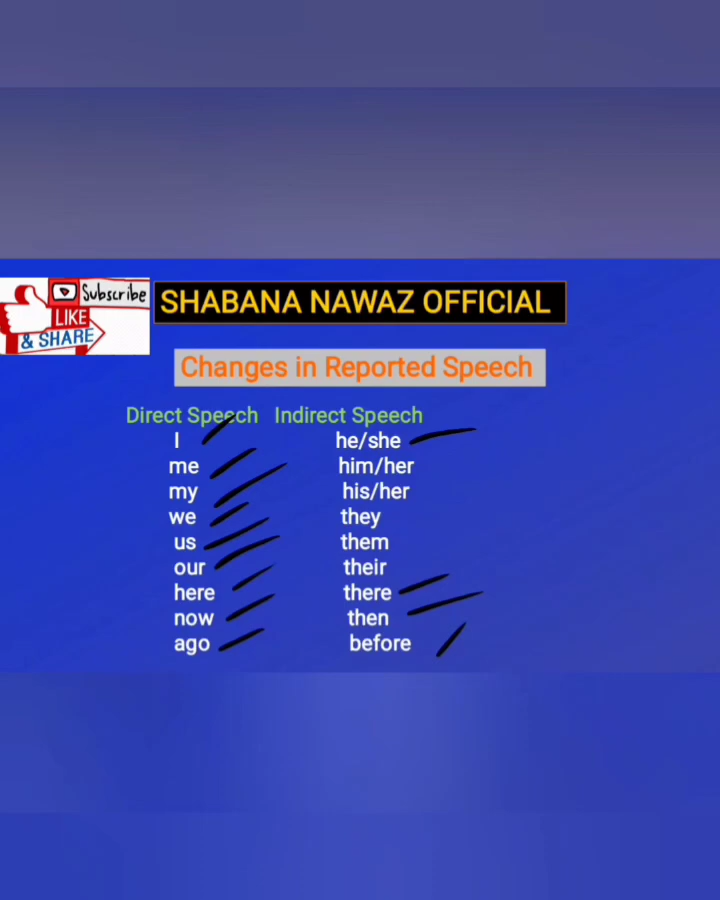 Subscribe
LIKE
& SHARE
SHABANA NAWAZ OFFICIAL
Changes in Reported Speech
Direct Speech Indirect Speech
I he/she
me him/her
my his/her
we they
us them
our their
here there
now then
ago before